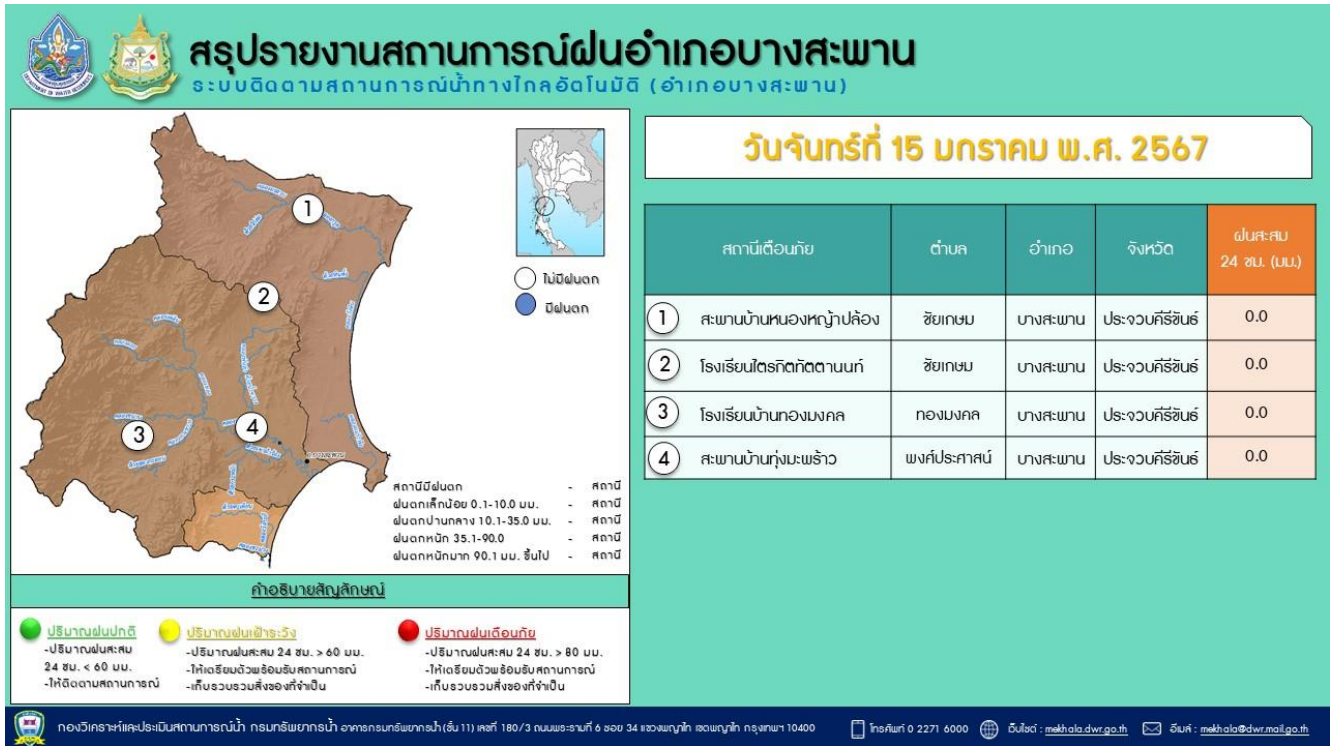 สรุปรายงานสถานการณ์ฝนอำเภอบางสะพาน
ระบบติดตามสถานการณ์น้ำทางไกลอัตโนมัติ (อำเภอบางสะพาน)
วันจันทร์ที่ 15 มกราคม พ.ศ. 2567
1
2
3
4
ไม่มีฝนตก
มีฝนตก
สถานีมีฝนตก - สถานี
ฝนตกเล็กน้อย 0.1-10.0 มม. - สถานี
ฝนตกปานกลาง 10.1-35.0 มม. - สถานี
ฝนตกหนัก 35.1-90.0 - สถานี
ฝนตกหนักมาก 90.1 มม. ขึ้นไป - สถานี
สถานีเตือนภัย ตำบล อำเภอ จังหวัด ฝนสะสม
24 ชม. (มม.)
1 สะพานบ้านหนองหญ้าปล้อง ชัยเกษม บางสะพาน ประจวบคีรีขันธ์ 0.0
2 โรงเรียนไตรกิตทัตตานนท์ ชัยเกษม บางสะพาน ประจวบคีรีขันธ์ 0.0
3 โรงเรียนบ้านทองมงคล ทองมงคล บางสะพาน ประจวบคีรีขันธ์ 0.0
4 สะพานบ้านทุ่งมะพร้าว พงศ์ประศาสน์ บางสะพาน ประจวบคีรีขันธ์ 0.0
คำอธิบายสัญลักษณ์
ปริมาณฝนปกติ
-ปริมาณฝนสะสม
24 ชม. < 60 มม.
-ให้ติดตามสถานการณ์
ปริมาณฝนเฝ้าระวัง
-ปริมาณฝนสะสม 24 ชม. > 60 มม.
-ให้เตรียมตัวพร้อมรับสถานการณ์
-เก็บรวบรวมสิ่งของที่จำเป็น
ปริมาณฝนเตือนภัย
-ปริมาณฝนสะสม 24 ชม. > 80 มม.
-ให้เตรียมตัวพร้อมรับสถานการณ์
-เก็บรวบรวมสิ่งของที่จำเป็น
กองวิเคราะห์และประเมินสถานการณ์น้ำ กรมทรัพยากรน้ำ อาคารกรมทรัพยากรน้ำ (ชั้น 11) เลขที่ 180/3 ถนนพระรามที่ 6 ซอย 34 แขวงพญาไท เขตพญาไท กรุงเทพฯ 10400 โทรศัพท์ 0 2271 6000 เว็บไซต์ : mekhala.dwr.go.th อีเมล์ : mekhala@dwr.mail.go.th